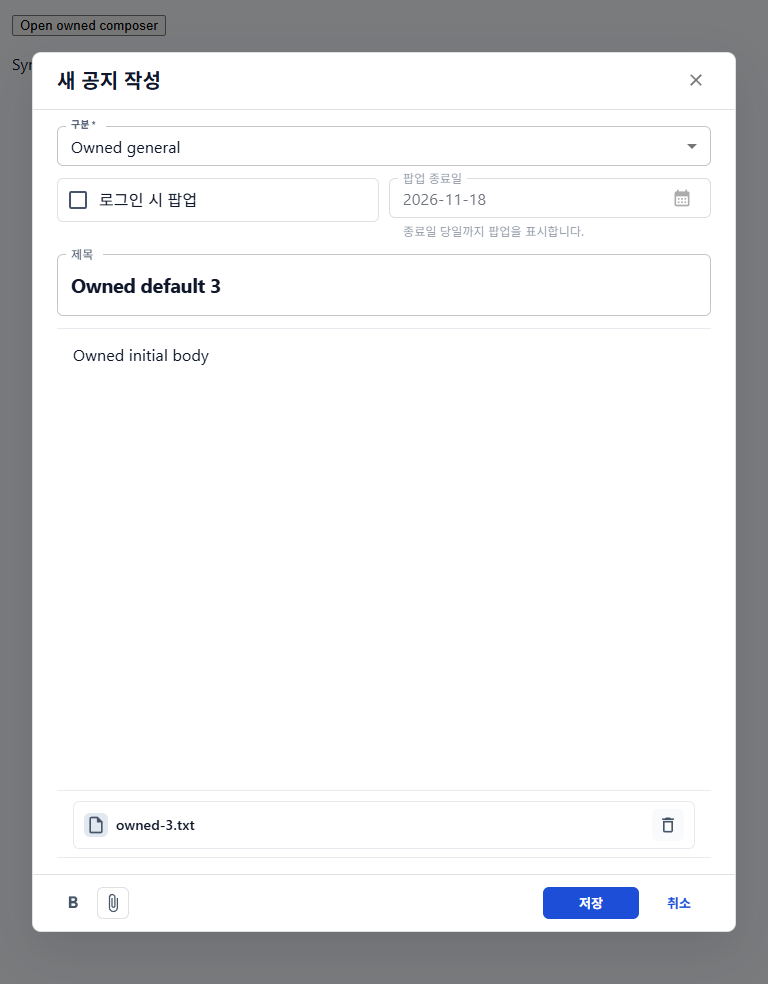 Open owned composer
Syn
새 공지 작성
구분 *
Owned general
로그인 시 팝업
팝업 종료일
2026-11-18
종료일 당일까지 팝업을 표시합니다.
제목
Owned default 3
Owned initial body
owned-3.txt
B
저장
취소